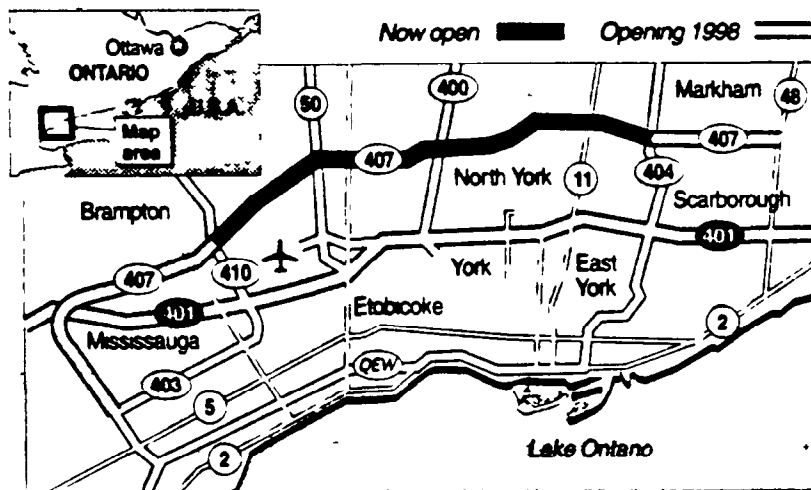 Now open
Opening 1998
Ottawa
ONTARIO
Map
area
50
400
Markham
48
407
407
North York
11
404
Scarborough
Brampton
401
407
410
York
East
York
401
Etobicoke
Mississauga
2
QEW
403
5
2
Lake Ontano